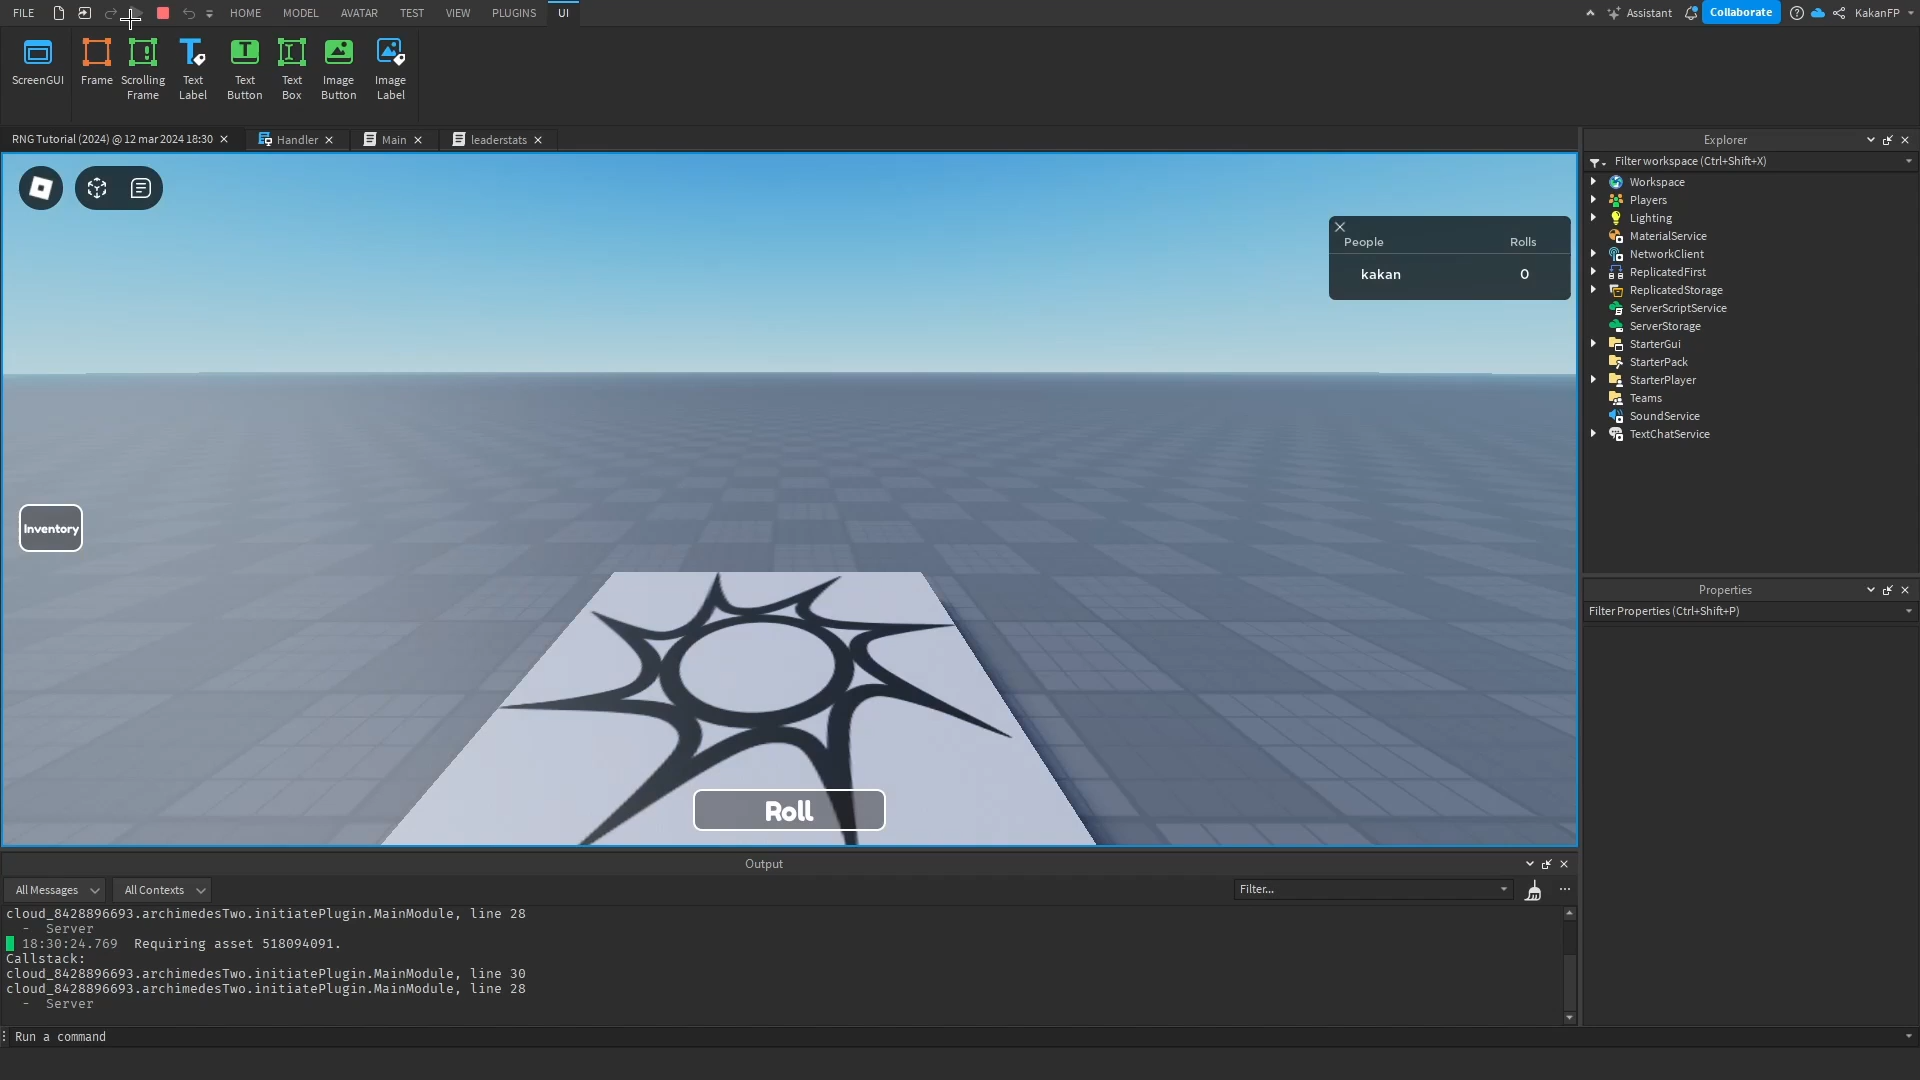 FILE
HOME
MODEL
AVATAR
TEST
VIEW
PLUGINS
UI
Assistant
Collaborate
KakanFP
ScreenGUI
Frame
Scrolling
Frame
Text
Label
Text
Button
Text
Box
Image
Button
Image
Label
RNG Tutorial (2024) @ 12 mar 2024 18:30
Handler
Main
leaderstats
People
Rolls
kakan
0
Inventory
Roll
Explorer
Filter workspace (Ctrl+Shift+X)
Workspace
Players
Lighting
MaterialService
NetworkClient
ReplicatedFirst
ReplicatedStorage
ServerScriptService
ServerStorage
StarterGui
StarterPack
StarterPlayer
Teams
SoundService
TextChatService
Properties
Filter Properties (Ctrl+Shift+P)
Output
All Messages
All Contexts
Filter...
cloud_8428896693.archimedesTwo.initiatePlugin.MainModule, line 28
- Server
18:30:24.769 Requiring asset 518094091.
Callstack:
cloud_8428896693.archimedesTwo.initiatePlugin.MainModule, line 30
cloud_8428896693.archimedesTwo.initiatePlugin.MainModule, line 28
- Server
Run a command